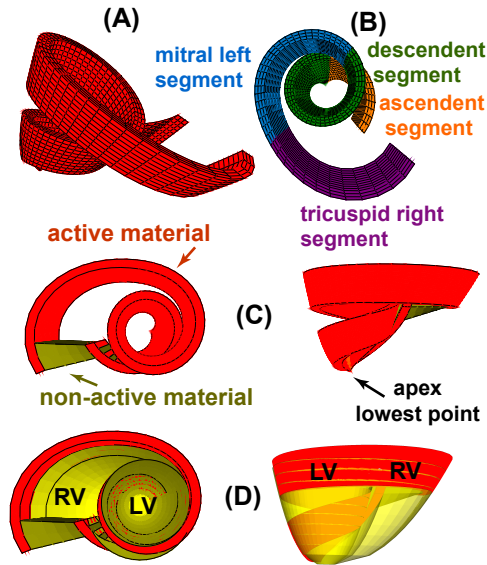 (A)
(B)
mitral left
segment
descendent
segment
ascendent
segment
tricuspid right
segment
active material
(C)
non-active material
apex
lowest point
RV
LV
(D)
LV
RV